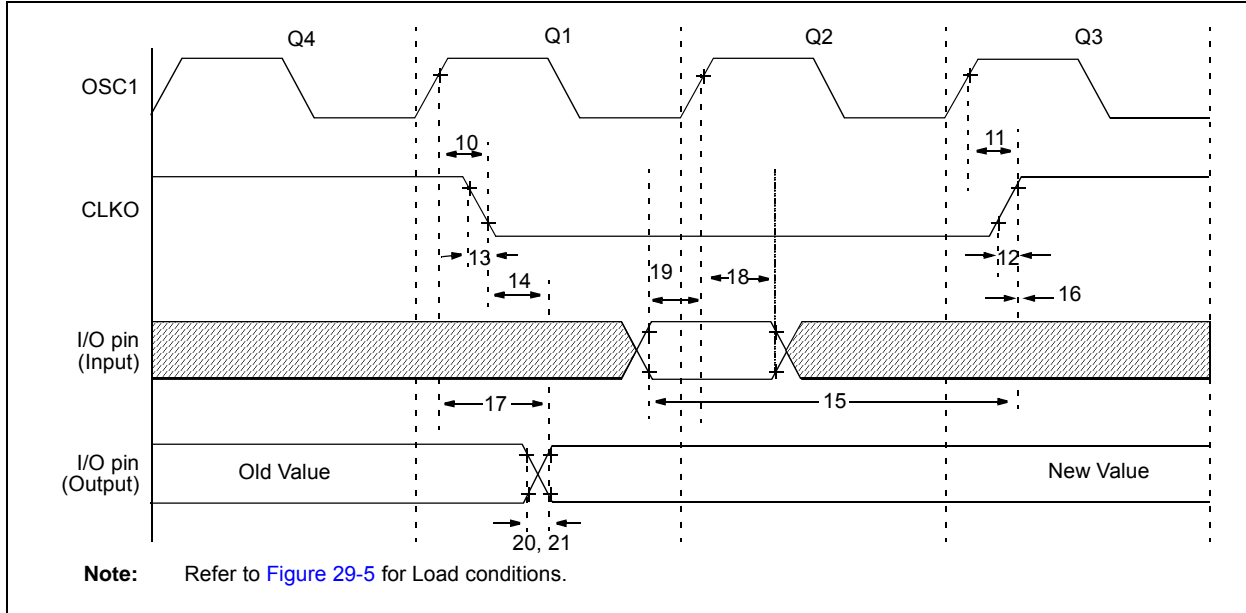 Q4 Q1 Q2 Q3
OSC1
10 11
CLKO
13 12
14 19 18 16
I/O pin
(Input)
17 15
I/O pin
(Output)
Old Value New Value
20, 21
Note: Refer to Figure 29-5 for Load conditions.